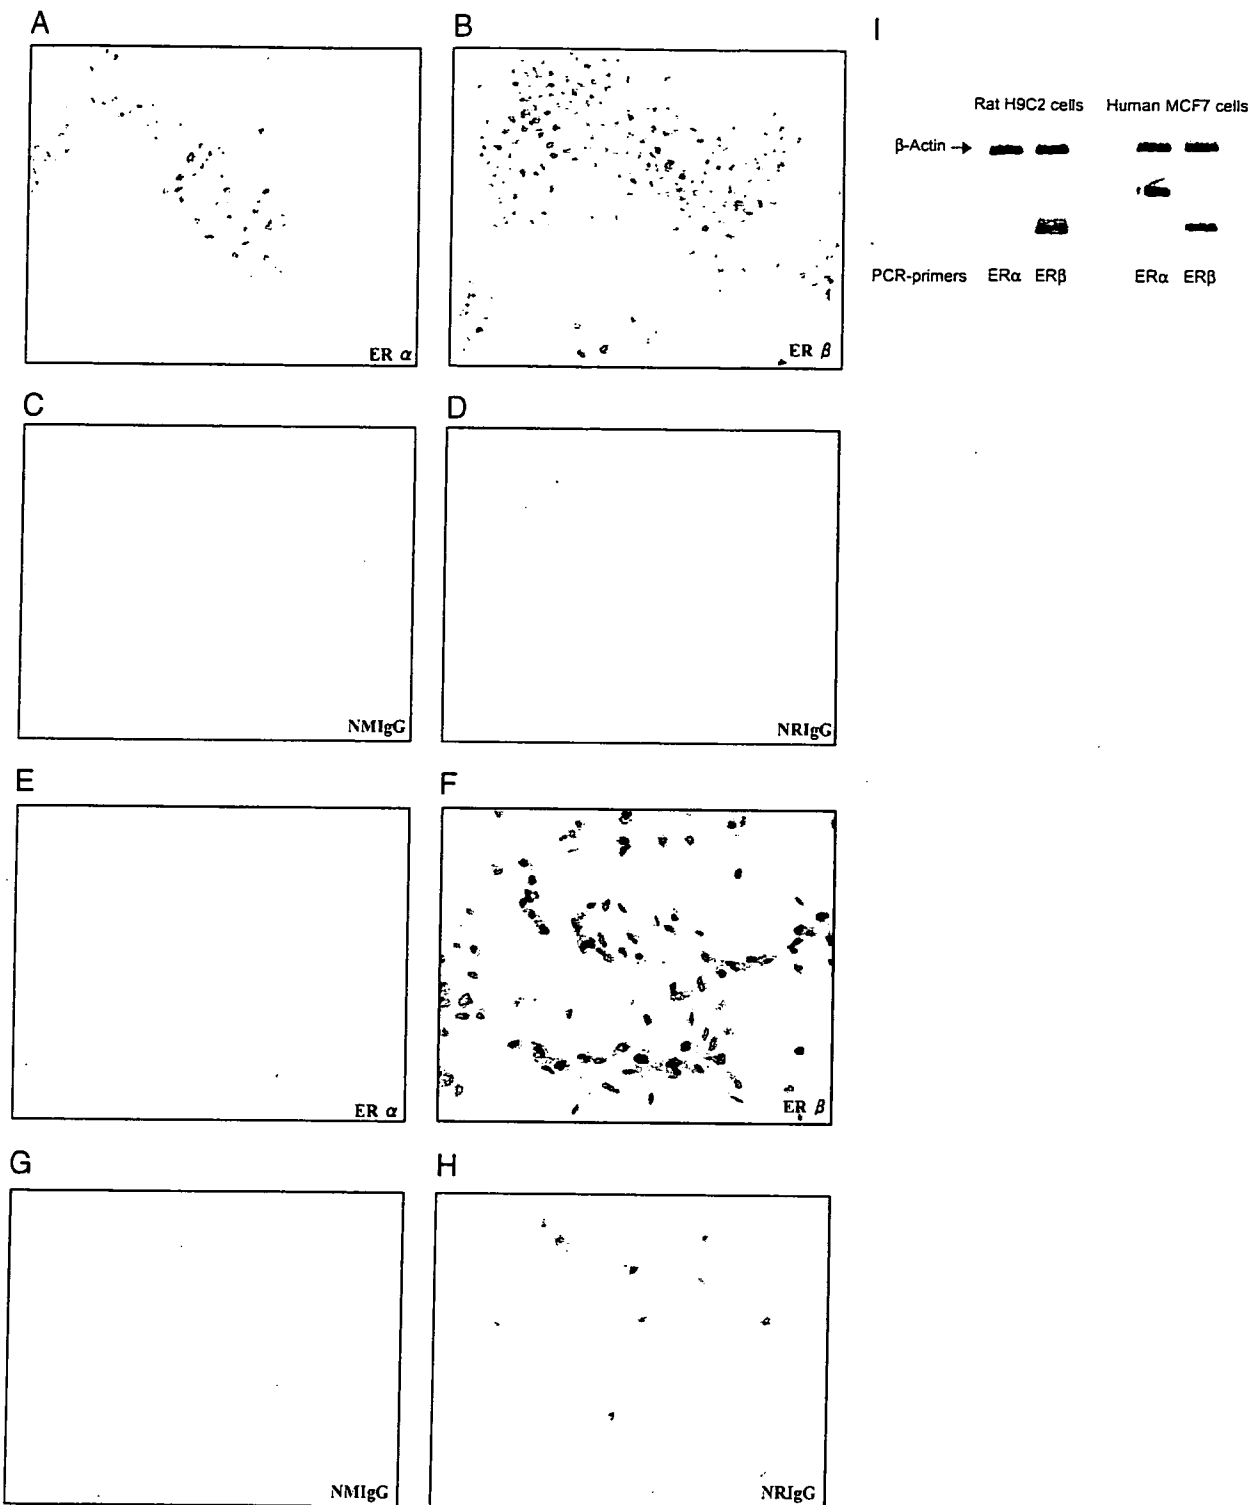 A
B
I
Rat H9C2 cells
Human MCF7 cells
β-Actin →
PCR-primers
ERα
ERβ
ERα
ERβ
ER α
ER β
C
D
NMIgG
NRIgG
E
F
ER α
ER β
G
H
NMIgG
NRIgG